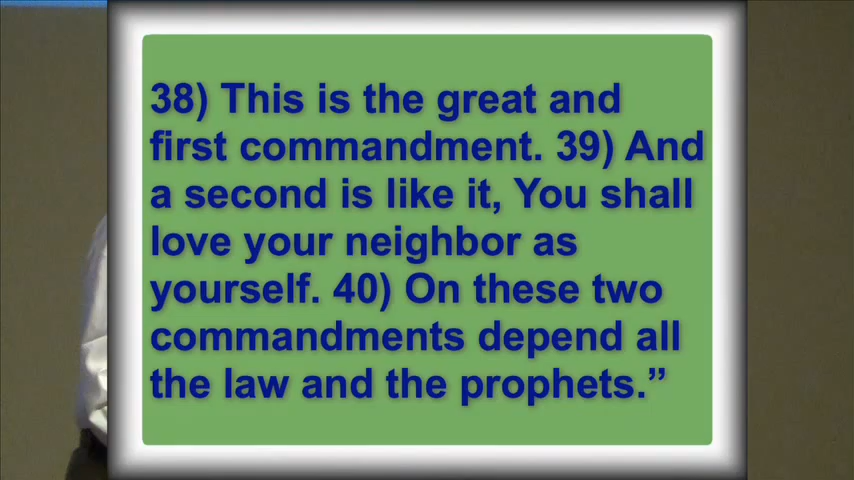 38) This is the great and
first commandment. 39) And
a second is like it, You shall
love your neighbor as
yourself. 40) On these two
commandments depend all
the law and the prophets.”